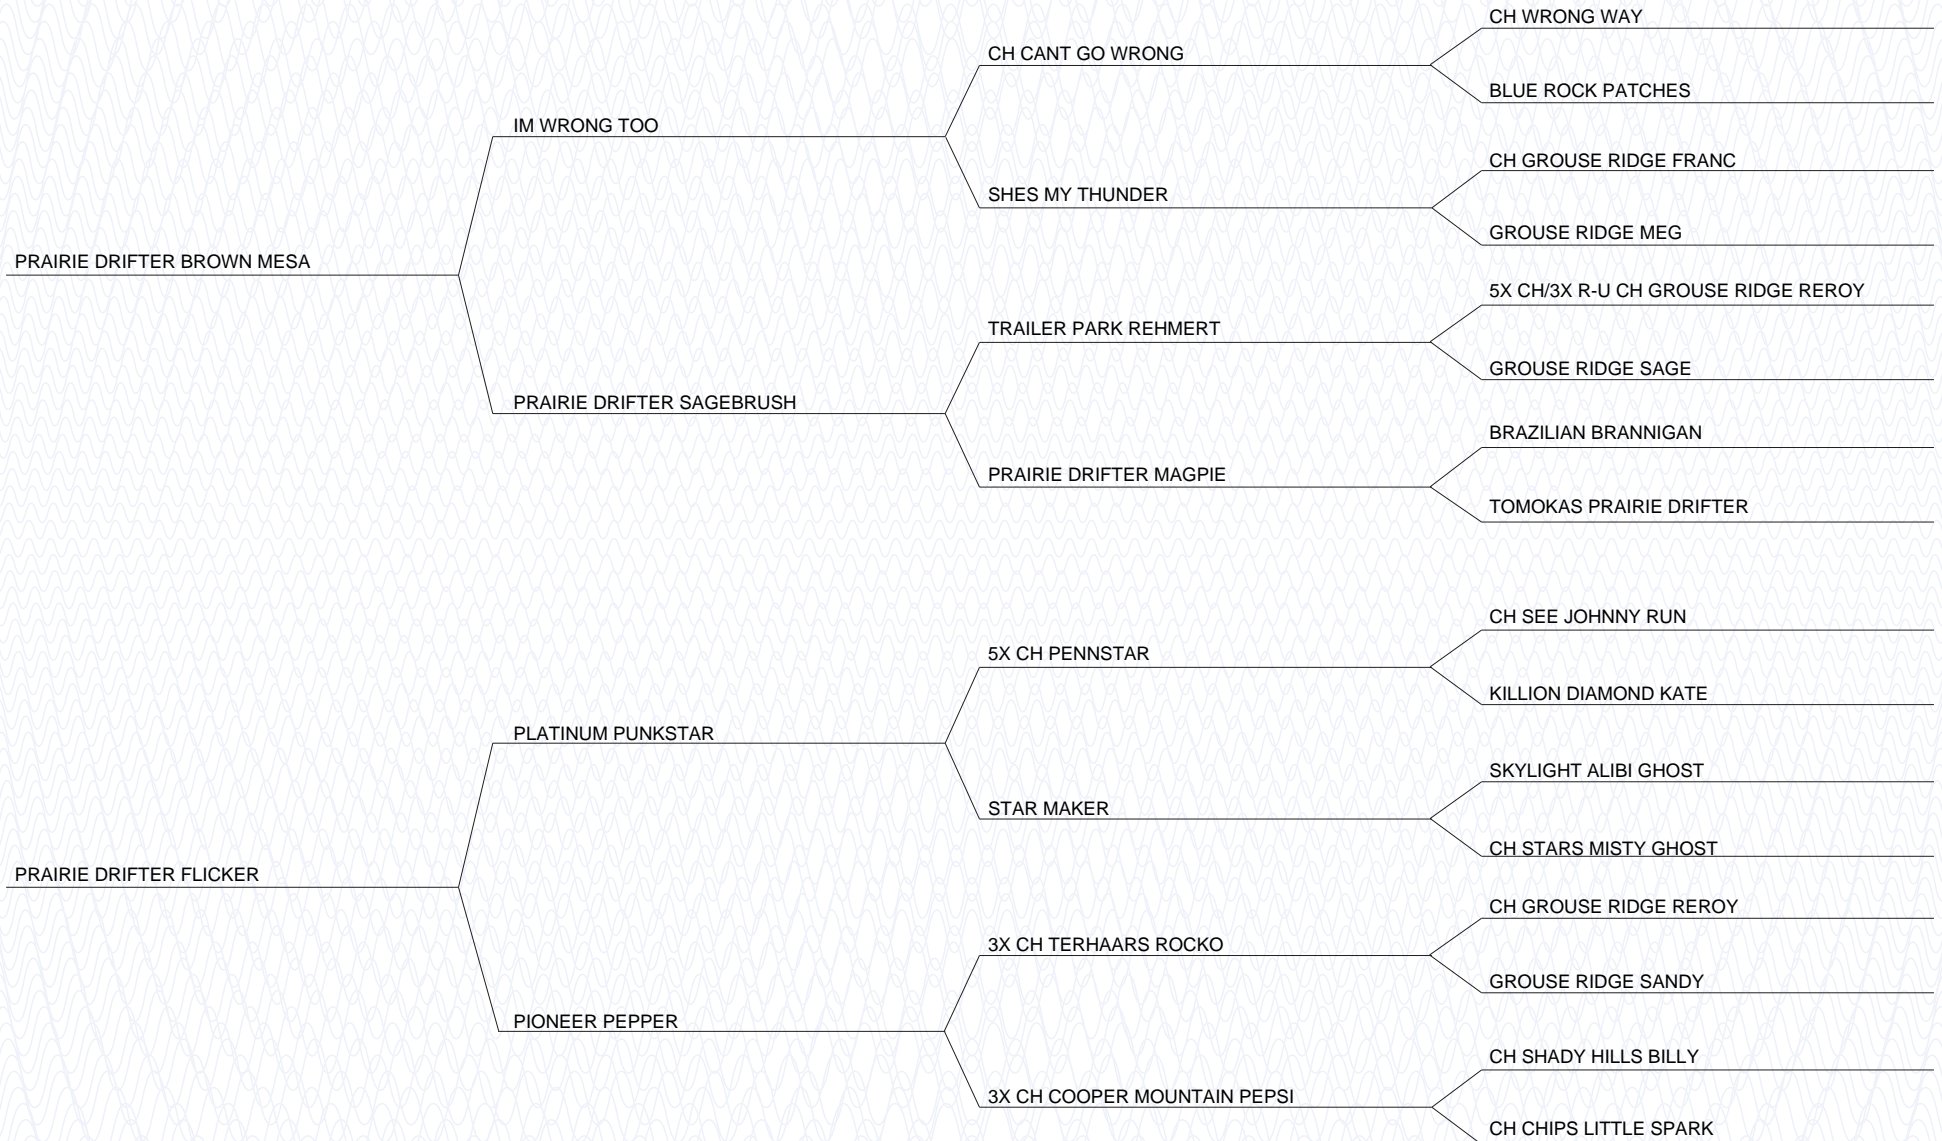 CH WRONG WAY
CH CANT GO WRONG
BLUE ROCK PATCHES
IM WRONG TOO
CH GROUSE RIDGE FRANC
SHES MY THUNDER
GROUSE RIDGE MEG
PRAIRIE DRIFTER BROWN MESA
5X CH/3X R-U CH GROUSE RIDGE REROY
TRAILER PARK REHMERT
GROUSE RIDGE SAGE
PRAIRIE DRIFTER SAGEBRUSH
BRAZILIAN BRANNIGAN
PRAIRIE DRIFTER MAGPIE
TOMOKAS PRAIRIE DRIFTER
CH SEE JOHNNY RUN
5X CH PENNSTAR
KILLION DIAMOND KATE
PLATINUM PUNKSTAR
SKYLIGHT ALIBI GHOST
STAR MAKER
CH STARS MISTY GHOST
PRAIRIE DRIFTER FLICKER
CH GROUSE RIDGE REROY
3X CH TERHAARS ROCKO
GROUSE RIDGE SANDY
PIONEER PEPPER
CH SHADY HILLS BILLY
3X CH COOPER MOUNTAIN PEPSI
CH CHIPS LITTLE SPARK